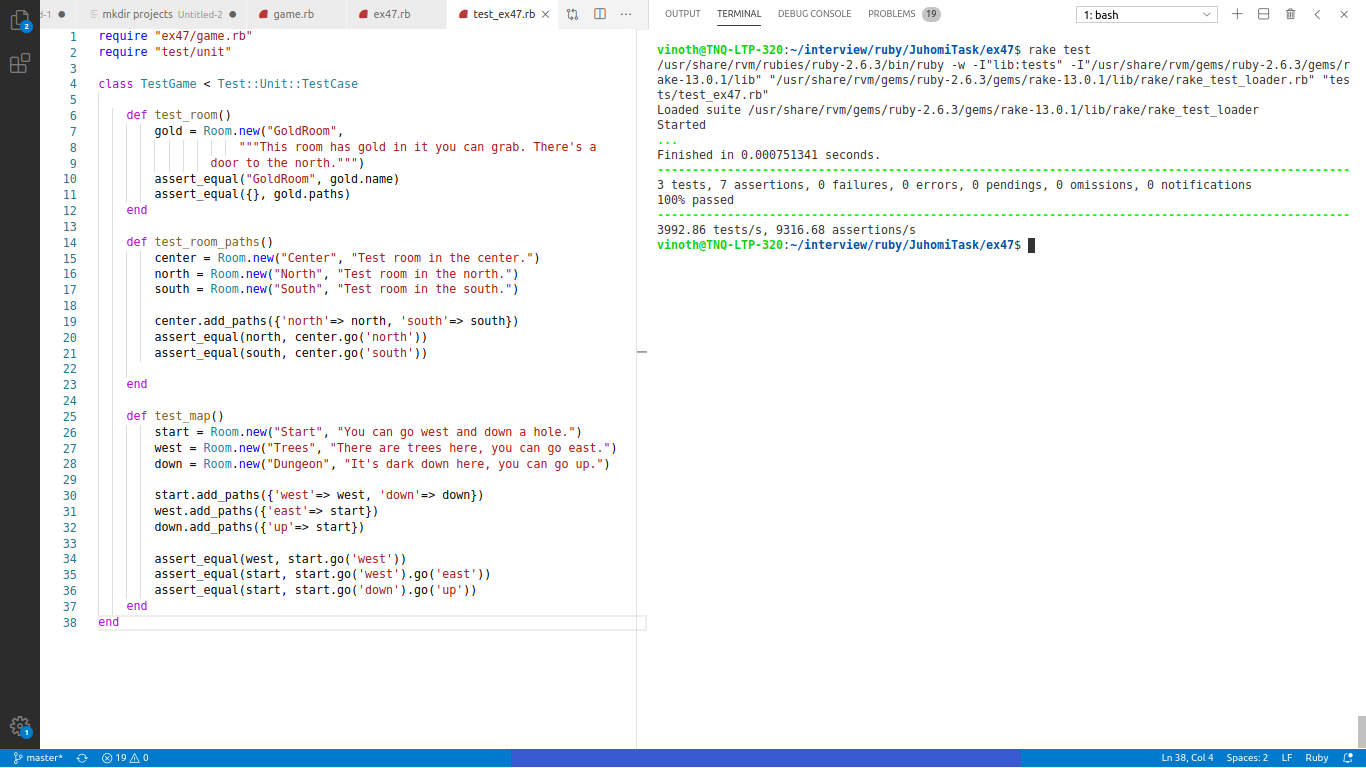 2
d-1 ● mkdir projects Untitled-2 ● game.rb ex47.rb test_ex47.rb ×
1 require "ex47/game.rb"
2 require "test/unit"
3
4 class TestGame < Test::Unit::TestCase
5
6 def test_room()
7 gold = Room.new("GoldRoom",
8 """This room has gold in it you can grab. There's a
9 door to the north.""")
10 assert_equal("GoldRoom", gold.name)
11 assert_equal({}, gold.paths)
12 end
13
14 def test_room_paths()
15 center = Room.new("Center", "Test room in the center.")
16 north = Room.new("North", "Test room in the north.")
17 south = Room.new("South", "Test room in the south.")
18
19 center.add_paths({'north'=> north, 'south'=> south})
20 assert_equal(north, center.go('north'))
21 assert_equal(south, center.go('south'))
22
23 end
24
25 def test_map()
26 start = Room.new("Start", "You can go west and down a hole.")
27 west = Room.new("Trees", "There are trees here, you can go east.")
28 down = Room.new("Dungeon", "It's dark down here, you can go up.")
29
30 start.add_paths({'west'=> west, 'down'=> down})
31 west.add_paths({'east'=> start})
32 down.add_paths({'up'=> start})
33
34 assert_equal(west, start.go('west'))
35 assert_equal(start, start.go('west').go('east'))
36 assert_equal(start, start.go('down').go('up'))
37 end
38 end
OUTPUT TERMINAL DEBUG CONSOLE PROBLEMS 19 1: bash
vinoth@TNQ-LTP-320:~/interview/ruby/JuhomiTask/ex47$ rake test
/usr/share/rvm/rubies/ruby-2.6.3/bin/ruby -w -I"lib:tests" -I"/usr/share/rvm/gems/ruby-2.6.3/gems/r
ake-13.0.1/lib" "/usr/share/rvm/gems/ruby-2.6.3/gems/rake-13.0.1/lib/rake/rake_test_loader.rb" "tes
ts/test_ex47.rb"
Loaded suite /usr/share/rvm/gems/ruby-2.6.3/gems/rake-13.0.1/lib/rake/rake_test_loader
Started
...
Finished in 0.000751341 seconds.
---------------------------------------------------------------------------------------------------
3 tests, 7 assertions, 0 failures, 0 errors, 0 pendings, 0 omissions, 0 notifications
100% passed
---------------------------------------------------------------------------------------------------
3992.86 tests/s, 9316.68 assertions/s
vinoth@TNQ-LTP-320:~/interview/ruby/JuhomiTask/ex47$
1
master* 19 0 Ln 38, Col 4 Spaces: 2 LF Ruby